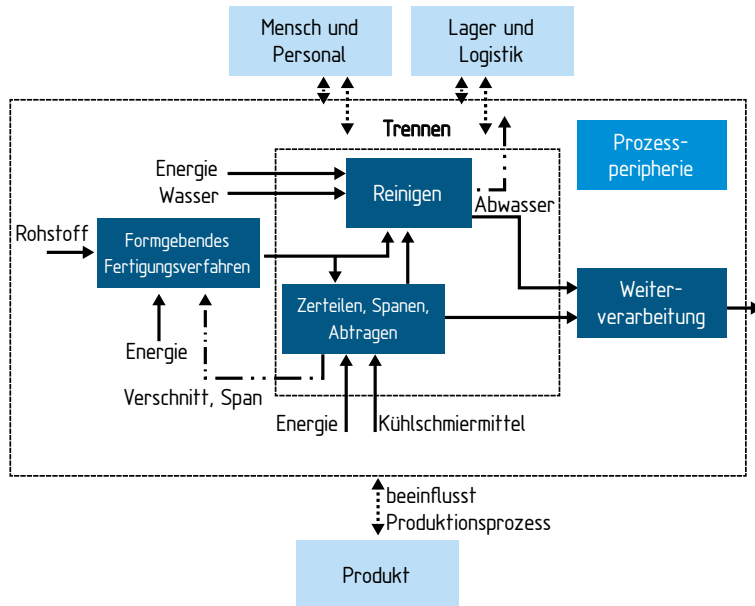 Mensch und
Personal
Lager und
Logistik
Trennen
Prozess-
peripherie
Energie
Wasser
Reinigen
Abwasser
Rohstoff
Formgebendes
Fertigungsverfahren
Zerteilen, Spanen,
Abtragen
Weiter-
verarbeitung
Energie
Verschnitt, Span
Energie
Kühlschmiermittel
beeinflusst
Produktionsprozess
Produkt